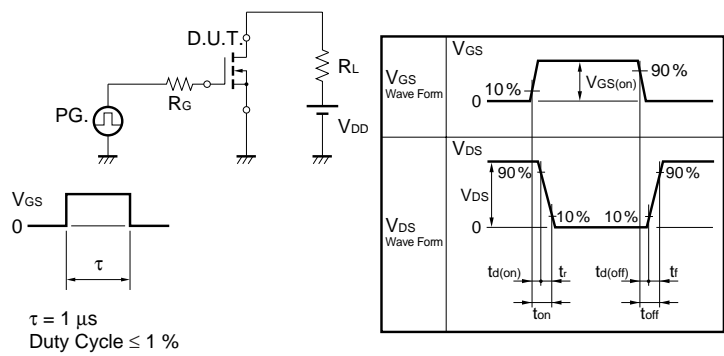 D.U.T.
RL
RG
PG.
VDD
VGS
0
τ
τ = 1 μs
Duty Cycle ≤ 1 %
VGS
Wave Form
VGS
10 %
90 %
VGS(on)
0
VDS
Wave Form
VDS
VDS
90 %
90 %
10 %
10 %
0
td(on)
tr
td(off)
tf
ton
toff